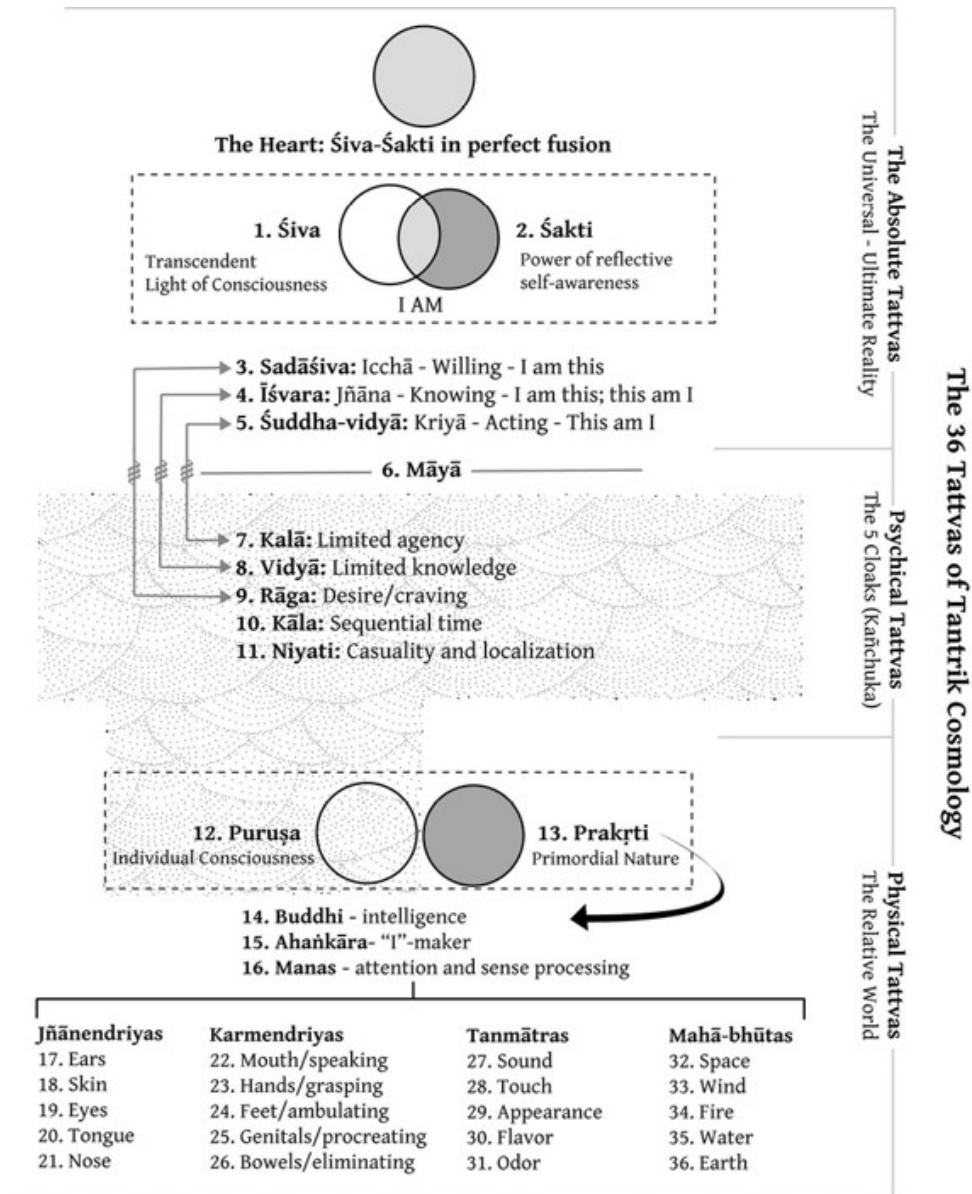 The Heart: Śiva-Śakti in perfect fusion
1. Śiva
Transcendent
Light of Consciousness
2. Śakti
Power of reflective
self-awareness
I AM
3. Sadāśiva: Icchā - Willing - I am this
4. Īśvara: Jñāna - Knowing - I am this; this am I
5. Śuddha-vidyā: Kriyā - Acting - This am I
6. Māyā
7. Kalā: Limited agency
8. Vidyā: Limited knowledge
9. Rāga: Desire/craving
10. Kāla: Sequential time
11. Niyati: Casuality and localization
12. Puruṣa
Individual Consciousness
13. Prakṛti
Primordial Nature
14. Buddhi - intelligence
15. Ahaṅkāra- “I”-maker
16. Manas - attention and sense processing
Jñānendriyas
17. Ears
18. Skin
19. Eyes
20. Tongue
21. Nose
Karmendriyas
22. Mouth/speaking
23. Hands/grasping
24. Feet/ambulating
25. Genitals/procreating
26. Bowels/eliminating
Tanmātras
27. Sound
28. Touch
29. Appearance
30. Flavor
31. Odor
Mahā-bhūtas
32. Space
33. Wind
34. Fire
35. Water
36. Earth
The Absolute Tattvas
The Universal - Ultimate Reality
Psychical Tattvas
The 5 Cloaks (Kañchuka)
Physical Tattvas
The Relative World
The 36 Tattvas of Tantrik Cosmology